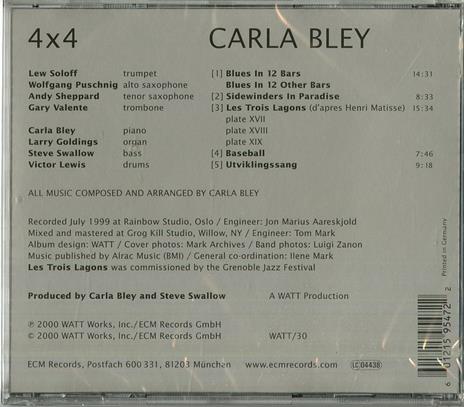 4x4 CARLA BLEY
Lew Soloff trumpet [1] Blues In 12 Bars 14:31
Wolfgang Puschnig alto saxophone Blues In 12 Other Bars
Andy Sheppard tenor saxophone [2] Sidewinders In Paradise 8:33
Gary Valente trombone [3] Les Trois Lagons (d'apres Henri Matisse) 15:34
plate XVII
Carla Bley piano plate XVIII
Larry Goldings organ plate XIX
Steve Swallow bass [4] Baseball 7:46
Victor Lewis drums [5] Utviklingssang 9:18
ALL MUSIC COMPOSED AND ARRANGED BY CARLA BLEY
Recorded July 1999 at Rainbow Studio, Oslo / Engineer: Jon Marius Aareskjold
Mixed and mastered at Grog Kill Studio, Willow, NY / Engineer: Tom Mark
Album design: WATT / Cover photos: Mark Archives / Band photos: Luigi Zanon
Music published by Alrac Music (BMI) / General co-ordination: Ilene Mark
Les Trois Lagons was commissioned by the Grenoble Jazz Festival
Produced by Carla Bley and Steve Swallow A WATT Production
℗ 2000 WATT Works, Inc./ECM Records GmbH
© 2000 WATT Works, Inc./ECM Records GmbH WATT/30
ECM Records, Postfach 600 331, 81203 München www.ecmrecords.com LC 04438
Printed in Germany
6 01215 95472 2